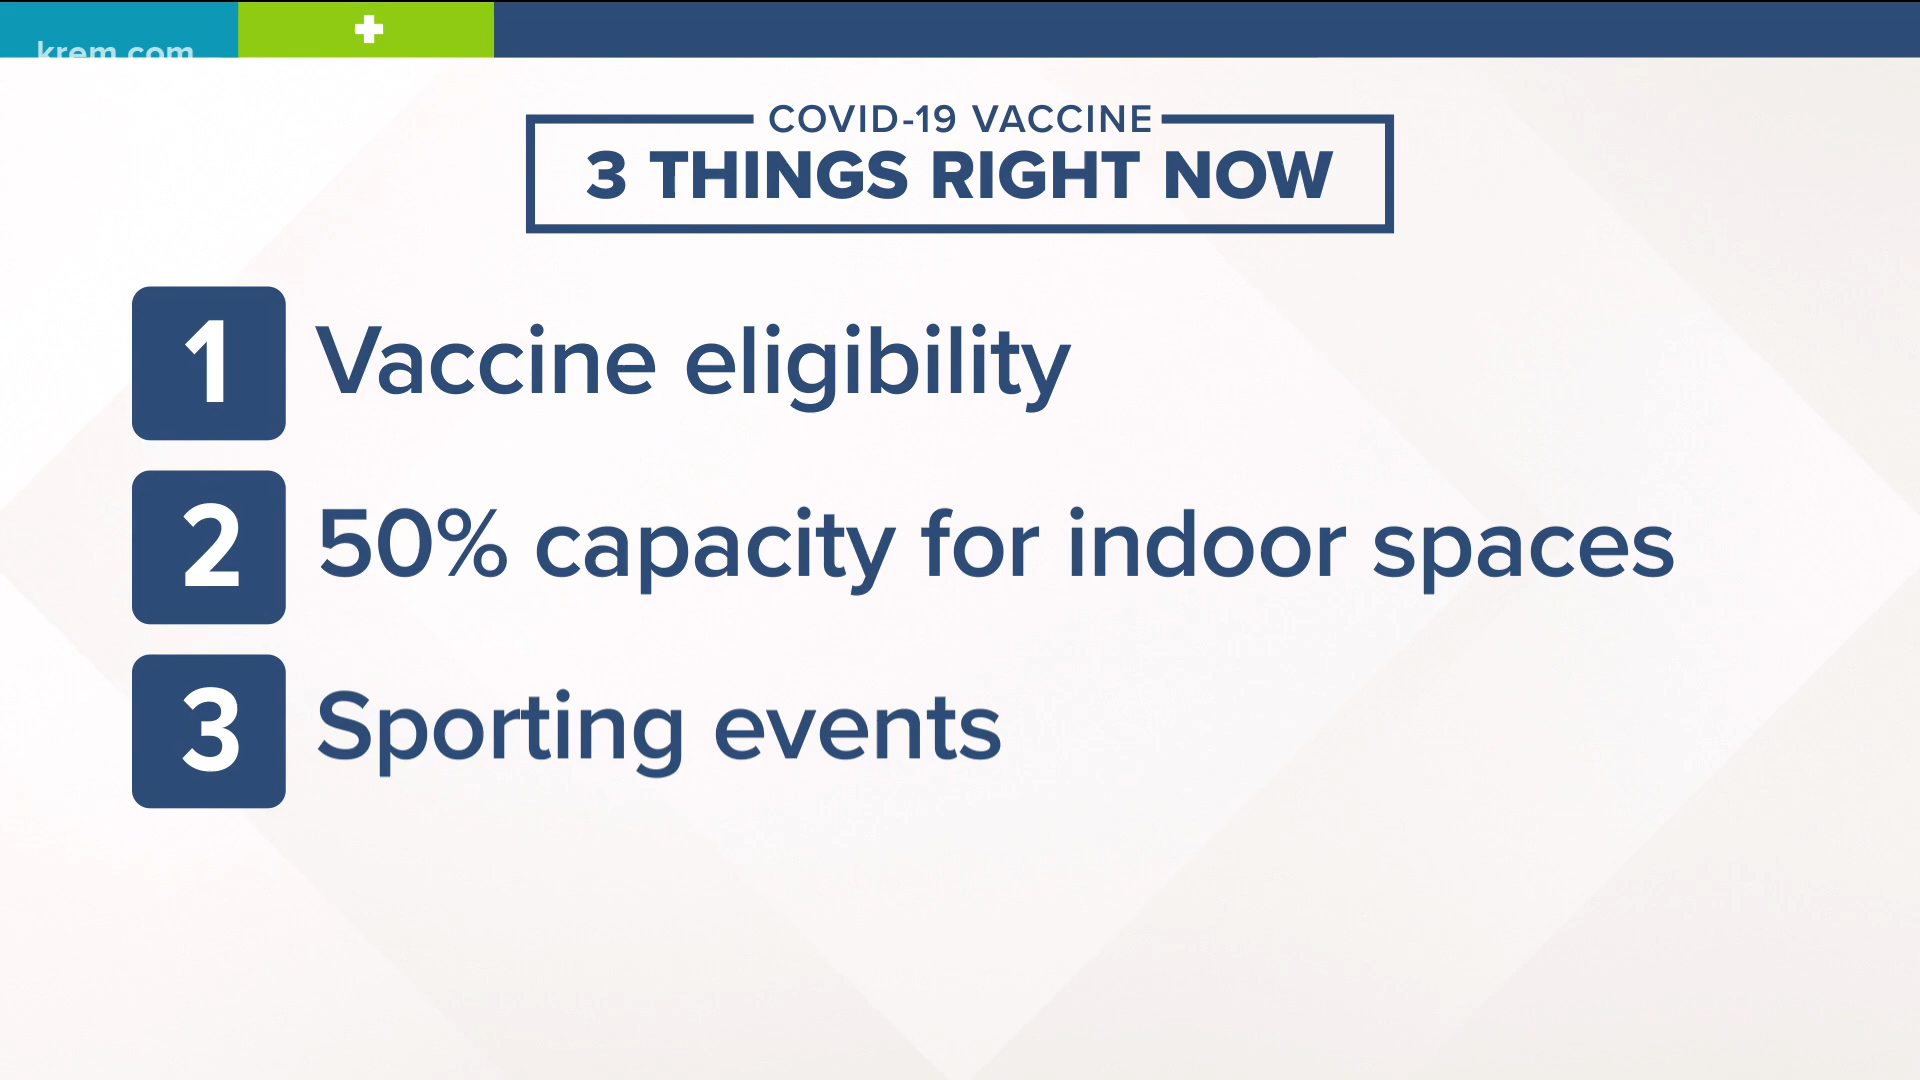 krem.com
COVID-19 VACCINE
3 THINGS RIGHT NOW
1 Vaccine eligibility
2 50% capacity for indoor spaces
3 Sporting events